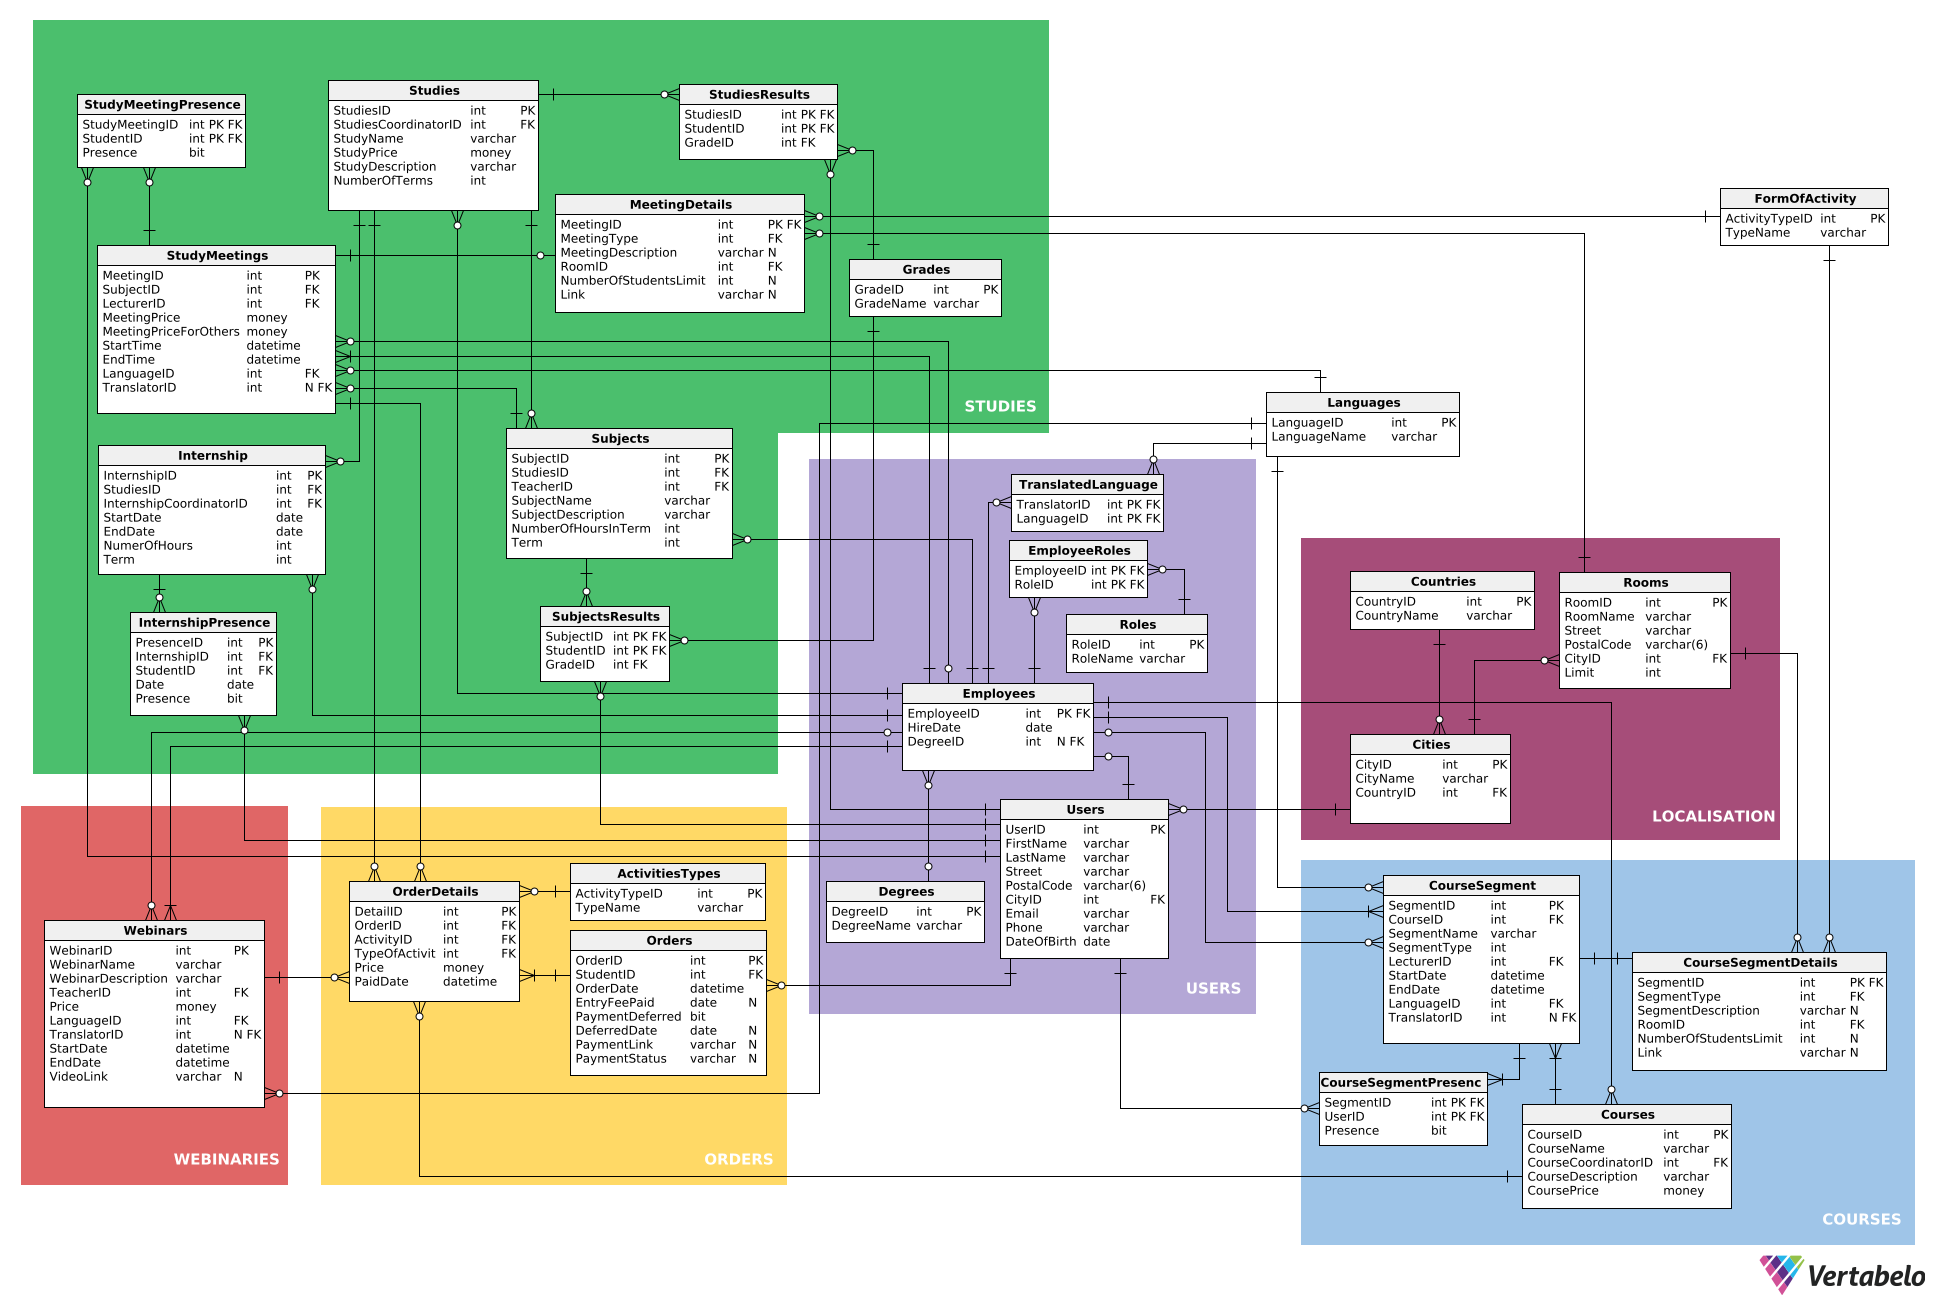 StudyMeetingPresence
StudyMeetingID int PK FK
StudentID int PK FK
Presence bit
Studies
StudiesID int PK
StudiesCoordinatorID int FK
StudyName varchar
StudyPrice money
StudyDescription varchar
NumberOfTerms int
StudiesResults
StudiesID int PK FK
StudentID int PK FK
GradeID int FK
MeetingDetails
MeetingID int PK FK
MeetingType int FK
MeetingDescription varchar N
RoomID int FK
NumberOfStudentsLimit int N
Link varchar N
FormOfActivity
ActivityTypeID int PK
TypeName varchar
StudyMeetings
MeetingID int PK
SubjectID int FK
LecturerID int FK
MeetingPrice money
MeetingPriceForOthers money
StartTime datetime
EndTime datetime
LanguageID int FK
TranslatorID int N FK
Grades
GradeID int PK
GradeName varchar
STUDIES
Languages
LanguageID int PK
LanguageName varchar
Internship
InternshipID int PK
StudiesID int FK
InternshipCoordinatorID int FK
StartDate date
EndDate date
NumerOfHours int
Term int
Subjects
SubjectID int PK
StudiesID int FK
TeacherID int FK
SubjectName varchar
SubjectDescription varchar
NumberOfHoursInTerm int
Term int
TranslatedLanguage
TranslatorID int PK FK
LanguageID int PK FK
EmployeeRoles
EmployeeID int PK FK
RoleID int PK FK
Roles
RoleID int PK
RoleName varchar
Countries
CountryID int PK
CountryName varchar
Rooms
RoomID int PK
RoomName varchar
Street varchar
PostalCode varchar(6)
CityID int FK
Limit int
InternshipPresence
PresenceID int PK
InternshipID int FK
StudentID int FK
Date date
Presence bit
SubjectsResults
SubjectID int PK FK
StudentID int PK FK
GradeID int FK
Employees
EmployeeID int PK FK
HireDate date
DegreeID int N FK
Cities
CityID int PK
CityName varchar
CountryID int FK
LOCALISATION
Users
UserID int PK
FirstName varchar
LastName varchar
Street varchar
PostalCode varchar(6)
CityID int FK
Email varchar
Phone varchar
DateOfBirth date
Degrees
DegreeID int PK
DegreeName varchar
USERS
Webinars
WebinarID int PK
WebinarName varchar
WebinarDescription varchar
TeacherID int FK
Price money
LanguageID int FK
TranslatorID int N FK
StartDate datetime
EndDate datetime
VideoLink varchar N
WEBINARIES
OrderDetails
DetailID int PK
OrderID int FK
ActivityID int FK
TypeOfActivit int FK
Price money
PaidDate datetime
ActivitiesTypes
ActivityTypeID int PK
TypeName varchar
Orders
OrderID int PK
StudentID int FK
OrderDate datetime
EntryFeePaid date N
PaymentDeferred bit
DeferredDate date N
PaymentLink varchar N
PaymentStatus varchar N
ORDERS
CourseSegment
SegmentID int PK
CourseID int FK
SegmentName varchar
SegmentType int
LecturerID int FK
StartDate datetime
EndDate datetime
LanguageID int FK
TranslatorID int N FK
CourseSegmentDetails
SegmentID int PK FK
SegmentType int FK
SegmentDescription varchar N
RoomID int FK
NumberOfStudentsLimit int N
Link varchar N
CourseSegmentPresenc
SegmentID int PK FK
UserID int PK FK
Presence bit
Courses
CourseID int PK
CourseName varchar
CourseCoordinatorID int FK
CourseDescription varchar
CoursePrice money
COURSES
Vertabelo